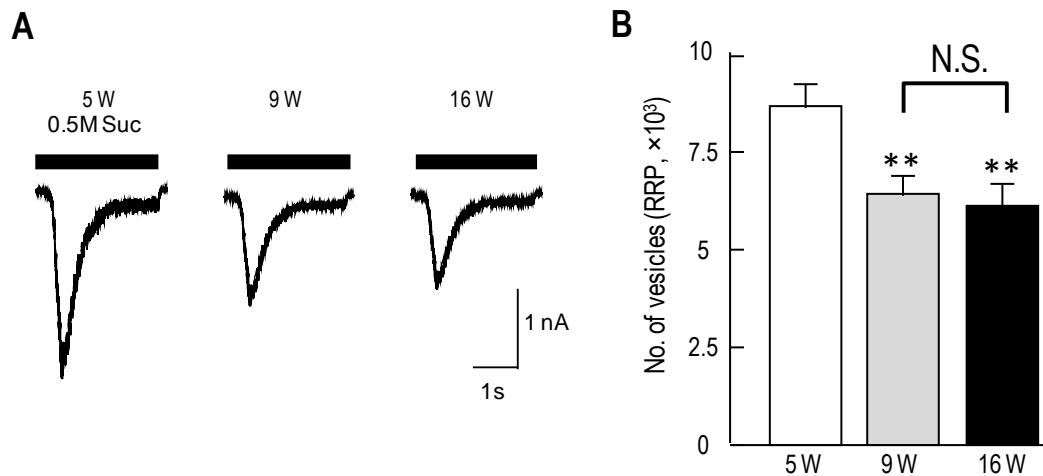 A
5 W
0.5M Suc
9 W
16 W
1 nA
1s
B
No. of vesicles (RRP, ×10³)
10
7.5
5
2.5
0
N.S.
**
**
5 W
9 W
16 W